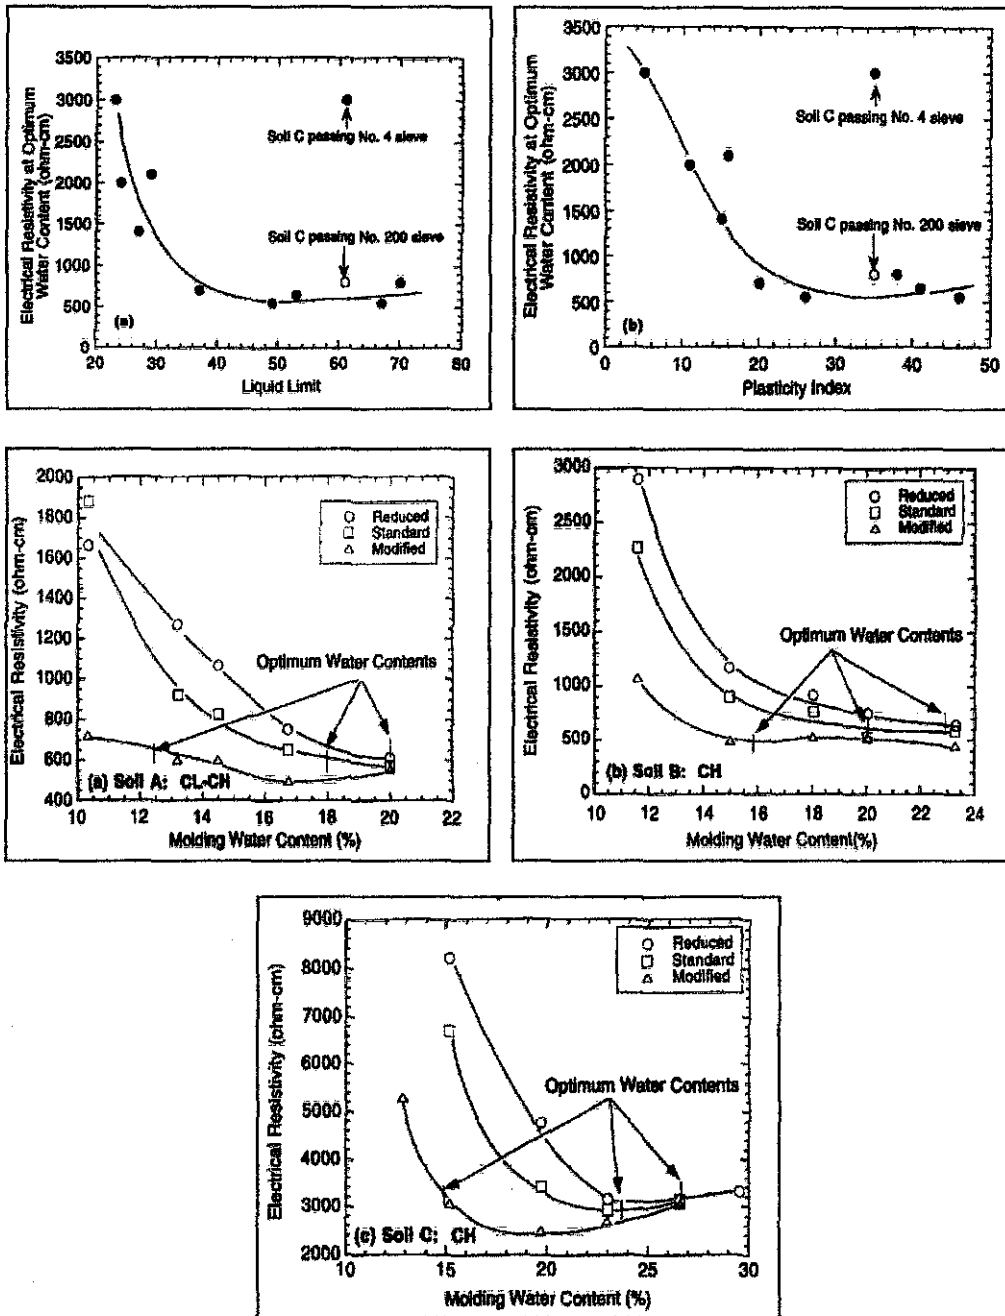 Electrical Resistivity at Optimum
Water Content (ohm-cm)
3500
3000
2500
2000
1500
1000
500
0
Soil C passing No. 4 sieve
Soil C passing No. 200 sieve
(a)
20 30 40 50 60 70 80
Liquid Limit
Electrical Resistivity at Optimum
Water Content (ohm-cm)
3500
3000
2500
2000
1500
1000
500
0
Soil C passing No. 4 sieve
Soil C passing No. 200 sieve
(b)
0 10 20 30 40 50
Plasticity Index
Electrical Resistivity (ohm-cm)
2000
1800
1600
1400
1200
1000
800
600
400
Reduced
Standard
Modified
Optimum Water Contents
(a) Soil A: CL-CH
10 12 14 16 18 20 22
Molding Water Content (%)
Electrical Resistivity (ohm-cm)
3000
2500
2000
1500
1000
500
0
Reduced
Standard
Modified
Optimum Water Contents
(b) Soil B: CH
10 12 14 16 18 20 22 24
Molding Water Content(%)
Electrical Resistivity (ohm-cm)
9000
8000
7000
6000
5000
4000
3000
2000
Reduced
Standard
Modified
Optimum Water Contents
(c) Soil C: CH
10 15 20 25 30
Molding Water Content (%)